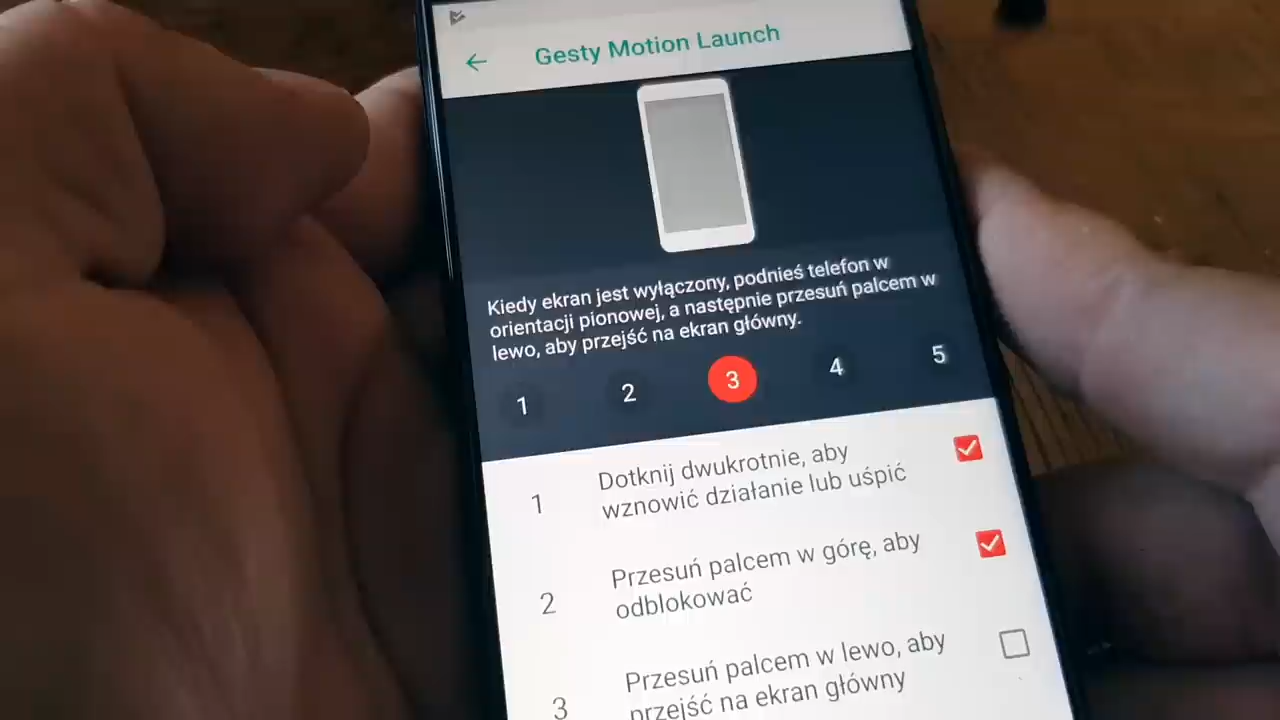 Gesty Motion Launch
Kiedy ekran jest wyłączony, podnieś telefon w
orientacji pionowej, a następnie przesuń palcem w
lewo, aby przejść na ekran główny.
1 2 3 4 5
1 Dotknij dwukrotnie, aby
wznowić działanie lub uśpić
2 Przesuń palcem w górę, aby
odblokować
3 Przesuń palcem w lewo, aby
przejść na ekran główny